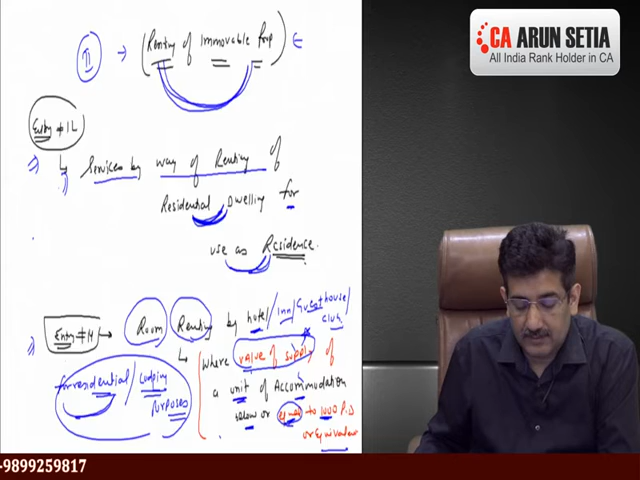 CA ARUN SETIA
All India Rank Holder in CA
II → (Renting of Immovable Prop)
Entry # 12
Services by way of Renting of
Residential Dwelling for
use as Residence.
Entry # 14 → Room Renting by hotel/Inn/Guest house/
club
where value of supply of
a unit of Accommodation
below or equal to 1000 P.D
or equivalent
for residential / Lodging
purposes
-9899259817